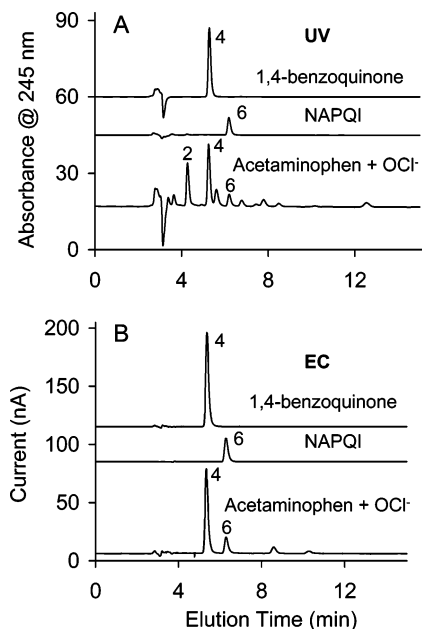 A
UV
4
1,4-benzoquinone
6
NAPQI
2 4 Acetaminophen + OCl-
6
90
60
30
0
Absorbance @ 245 nm
0 4 8 12
B
EC
4
1,4-benzoquinone
6
NAPQI
4
Acetaminophen + OCl-
6
200
150
100
50
0
Current (nA)
0 4 8 12
Elution Time (min)